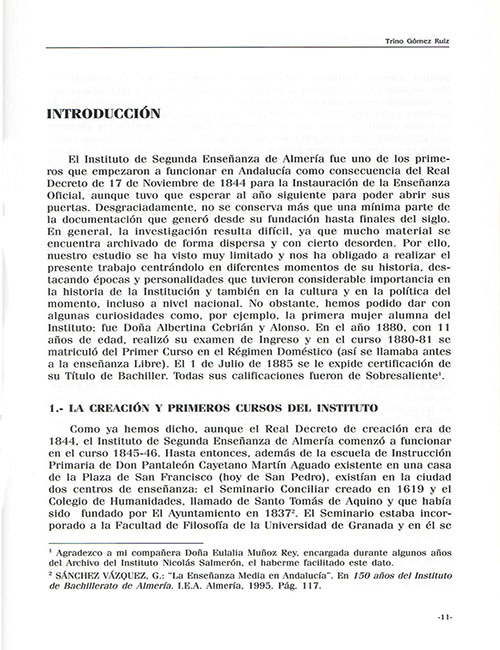 Trino Gómez Ruiz
INTRODUCCIÓN
El Instituto de Segunda Enseñanza de Almería fue uno de los prime-
ros que empezaron a funcionar en Andalucía como consecuencia del Real
Decreto de 17 de Noviembre de 1844 para la Instauración de la Enseñanza
Oficial, aunque tuvo que esperar al año siguiente para poder abrir sus
puertas. Desgraciadamente, no se conserva más que una mínima parte de
la documentación que generó desde su fundación hasta finales del siglo.
En general, la investigación resulta difícil, ya que mucho material se
encuentra archivado de forma dispersa y con cierto desorden. Por ello,
nuestro estudio se ha visto muy limitado y nos ha obligado a realizar el
presente trabajo centrándolo en diferentes momentos de su historia, des-
tacando épocas y personalidades que tuvieron considerable importancia en
la historia de la Institución y también en la cultura y en la política del
momento, incluso a nivel nacional. No obstante, hemos podido dar con
algunas curiosidades como, por ejemplo, la primera mujer alumna del
Instituto: fue Doña Albertina Cebrián y Alonso. En el año 1880, con 11
años de edad, realizó su examen de Ingreso y en el curso 1880-81 se
matriculó del Primer Curso en el Régimen Doméstico (así se llamaba antes
a la enseñanza Libre). El 1 de Julio de 1885 se le expide certificación de
su Título de Bachiller. Todas sus calificaciones fueron de Sobresaliente¹.
1.- LA CREACIÓN Y PRIMEROS CURSOS DEL INSTITUTO
Como ya hemos dicho, aunque el Real Decreto de creación era de
1844, el Instituto de Segunda Enseñanza de Almería comenzó a funcionar
en el curso 1845-46. Hasta entonces, además de la escuela de Instrucción
Primaria de Don Pantaleón Cayetano Martín Aguado existente en una casa
de la Plaza de San Francisco (hoy de San Pedro), existían en la ciudad
dos centros de enseñanza: el Seminario Conciliar creado en 1619 y el
Colegio de Humanidades, llamado de Santo Tomás de Aquino y que había
sido fundado por El Ayuntamiento en 1837². El Seminario estaba incor-
porado a la Facultad de Filosofía de la Universidad de Granada y en él se
¹ Agradezco a mi compañera Doña Eulalia Muñoz Rey, encargada durante algunos años
del Archivo del Instituto Nicolás Salmerón, el haberme facilitado este dato.
² SÁNCHEZ VÁZQUEZ, G.: "La Enseñanza Media en Andalucía". En 150 años del Instituto
de Bachillerato de Almería. I.E.A. Almería, 1995. Pág. 117.
-11-